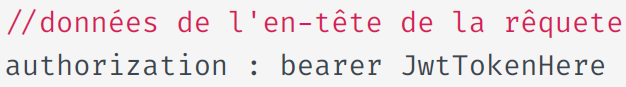 //données de l'en-tête de la rêquete
authorization : bearer JwtTokenHere